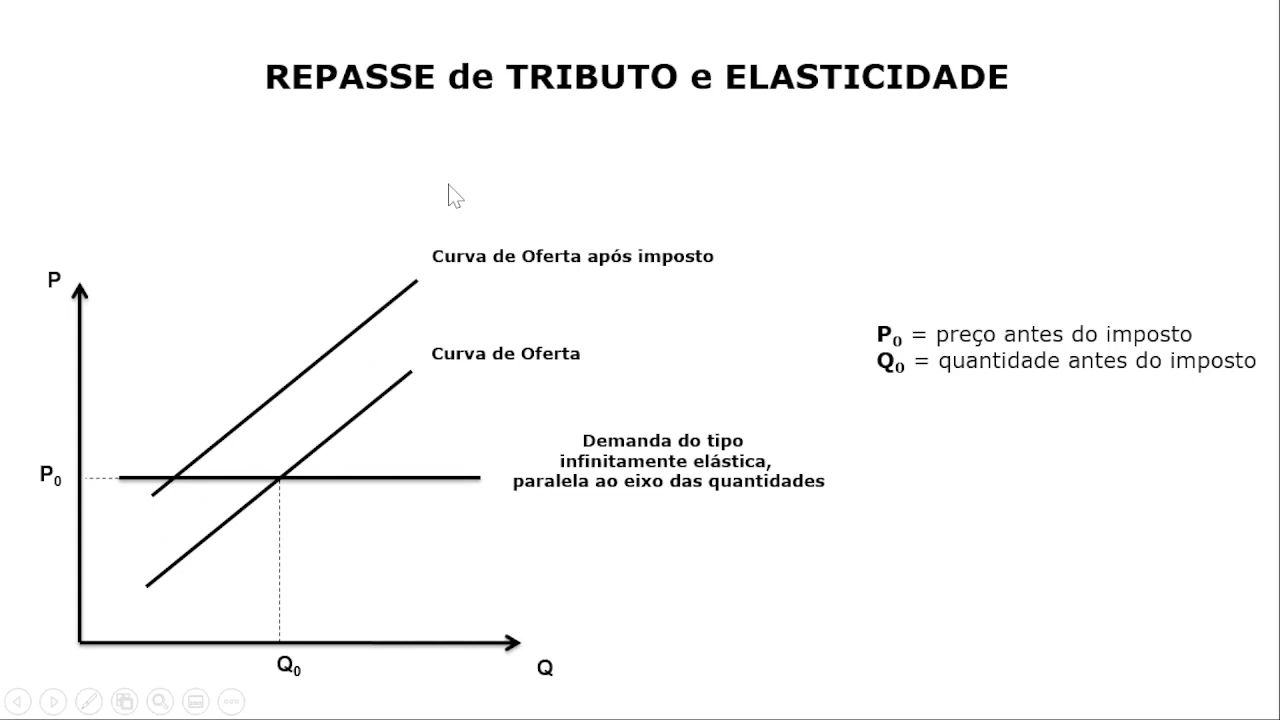 REPASSE de TRIBUTO e ELASTICIDADE
Curva de Oferta após imposto
P
Curva de Oferta
P₀ = preço antes do imposto
Q₀ = quantidade antes do imposto
Demanda do tipo
infinitamente elástica,
paralela ao eixo das quantidades
P₀
Q₀
Q